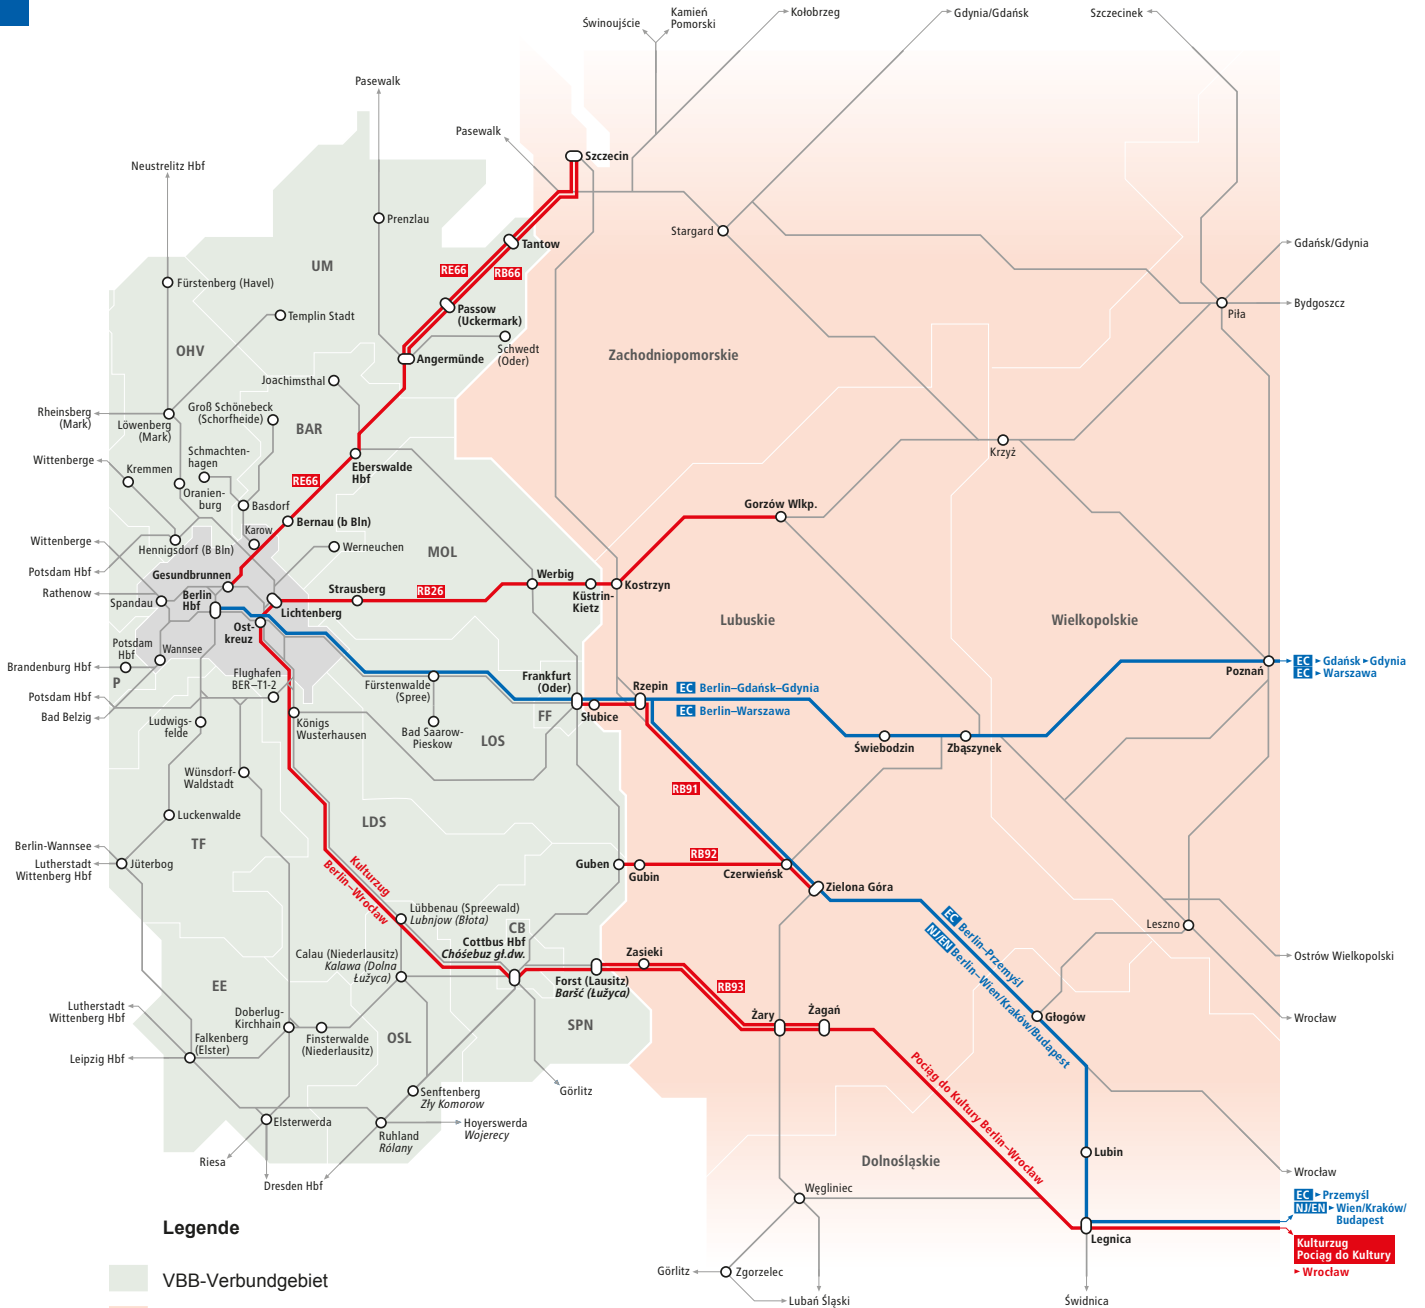 Świnoujście
Kamień
Pomorski
Kołobrzeg
Gdynia/Gdańsk
Szczecinek
Pasewalk
Pasewalk
Neustrelitz Hbf
Szczecin
Prenzlau
Stargard
Tantow
Gdańsk/Gdynia
UM
RE66
RB66
Fürstenberg (Havel)
Bydgoszcz
Passow
(Uckermark)
Templin Stadt
Piła
OHV
Schwedt
(Oder)
Angermünde
Zachodniopomorskie
Joachimsthal
Rheinsberg
(Mark)
Löwenberg
(Mark)
Groß Schönebeck
(Schorfheide)
BAR
Krzyż
Wittenberge
Kremmen
Schmachten-
hagen
Eberswalde
Hbf
RE66
Oranien-
burg
Basdorf
Gorzów Wlkp.
Bernau (b Bln)
Karow
Wittenberge
Hennigsdorf (B Bln)
Werneuchen
MOL
Potsdam Hbf
Gesundbrunnen
Werbig
Küstrin-
Kietz
Kostrzyn
Rathenow
Spandau
Berlin
Hbf
Strausberg
RB26
Lichtenberg
Lubuskie
Wielkopolskie
Ost-
kreuz
Potsdam
Hbf
Wannsee
Brandenburg Hbf
P
Flughafen
BER–T1-2
Fürstenwalde
(Spree)
Frankfurt
(Oder)
Rzepin
EC Berlin–Gdańsk–Gdynia
EC Berlin–Warszawa
Poznań
EC Gdańsk Gdynia
EC Warszawa
Potsdam Hbf
Bad Belzig
Ludwigs-
felde
Königs
Wusterhausen
Bad Saarow-
Pieskow
LOS
FF
Słubice
Świebodzin
Zbąszynek
Wünsdorf-
Waldstadt
RB91
Luckenwalde
LDS
TF
Berlin-Wannsee
Lutherstadt
Wittenberg Hbf
Jüterbog
Kulturzug
Berlin–Wrocław
Guben
Gubin
RB92
Czerwieńsk
Zielona Góra
Lübbenau (Spreewald)
Lubnjow (Błota)
CB
EC Berlin–Przemyśl
NJ/EN Berlin–Wien/Kraków/Budapest
Leszno
Cottbus Hbf
Chóśebuz gł.dw.
Calau (Niederlausitz)
Kalawa (Dolna
Łužyca)
Zasieki
Ostrów Wielkopolski
Forst (Lausitz)
Baršć (Łužyca)
RB93
EE
Lutherstadt
Wittenberg Hbf
Doberlug-
Kirchhain
Finsterwalde
(Niederlausitz)
OSL
SPN
Żary
Żagań
Głogów
Wrocław
Falkenberg
(Elster)
Leipzig Hbf
Senftenberg
Zły Komorow
Görlitz
Pociąg do Kultury Berlin–Wrocław
Elsterwerda
Ruhland
Rólany
Hoyerswerda
Wojerecy
Riesa
Dresden Hbf
Lubin
Dolnośląskie
Wrocław
Węgliniec
EC Przemyśl
NJ/EN Wien/Kraków/
Budapest
Legnica
Kulturzug
Pociąg do Kultury
Wrocław
Görlitz
Zgorzelec
Lubań Śląski
Świdnica
Legende
VBB-Verbundgebiet